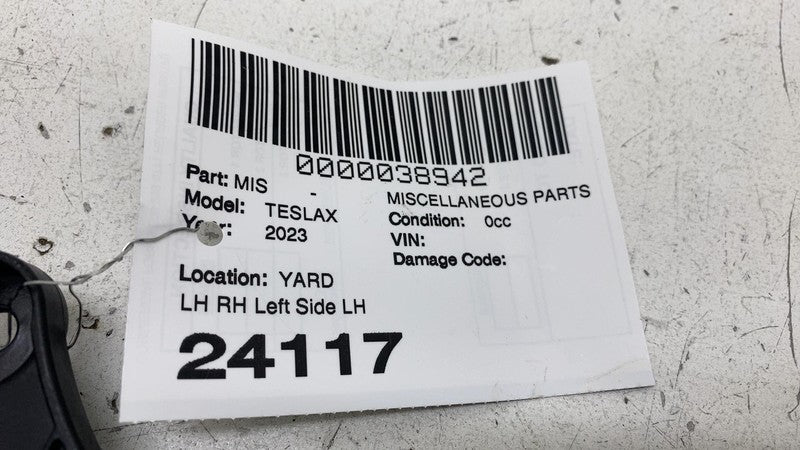 0000038942
Part: MIS - MISCELLANEOUS PARTS
Model: TESLAX Condition: 0cc
Year: 2023 VIN:
Damage Code:
Location: YARD
LH RH Left Side LH
24117